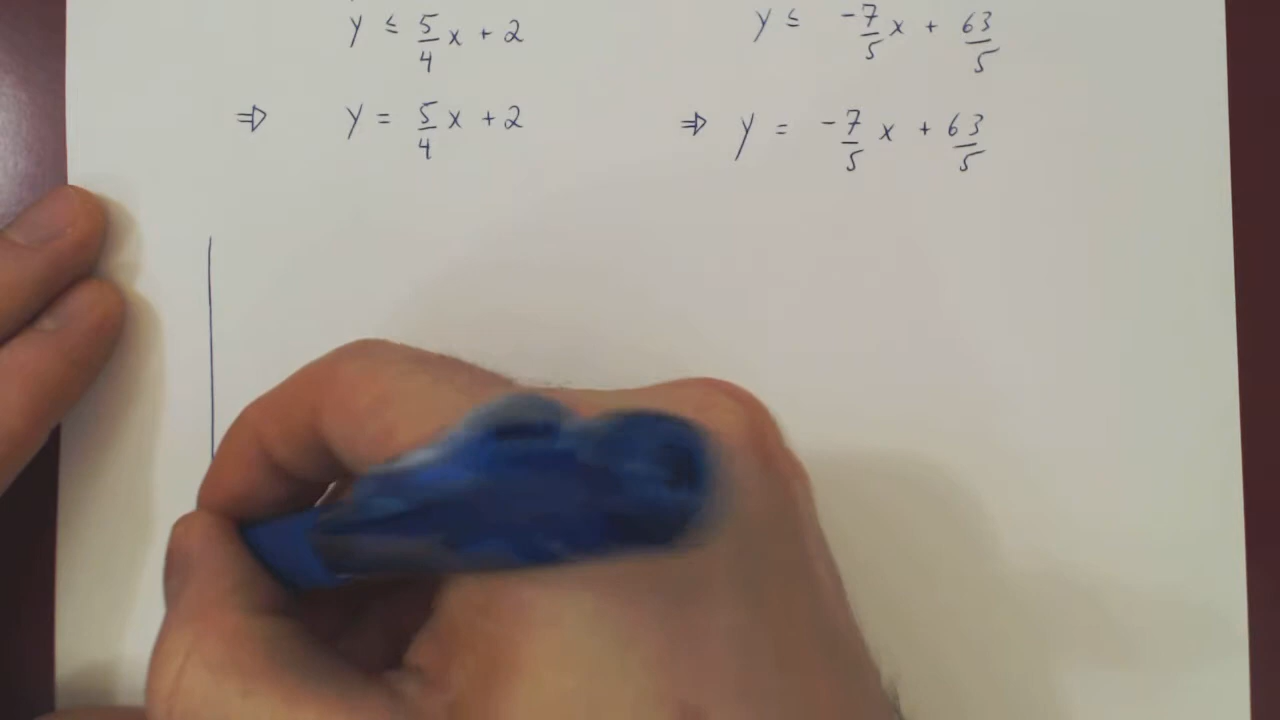 y ≤ 5/4 x + 2
y ≤ -7/5 x + 63/5
⇒ y = 5/4 x + 2
⇒ y = -7/5 x + 63/5